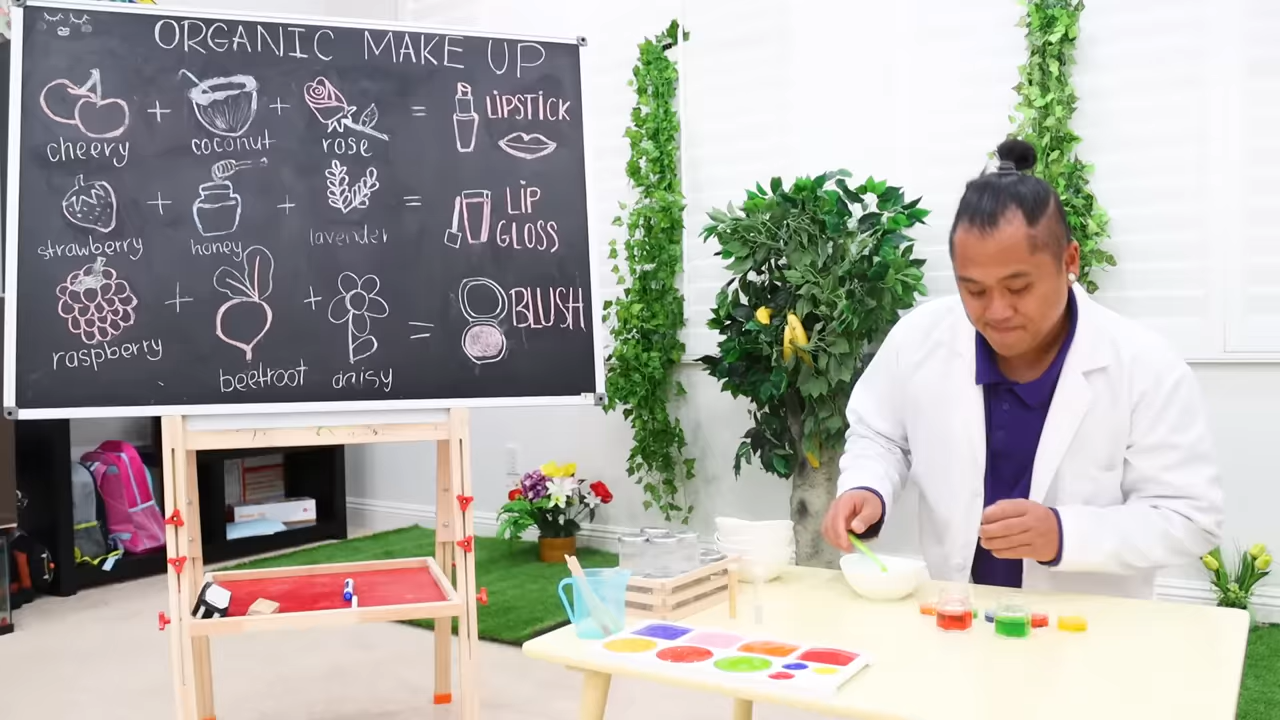 ORGANIC MAKE UP
cheery + coconut + rose = LIPSTICK
strawberry + honey + lavender = LIP GLOSS
raspberry + beetroot + daisy = BLUSH